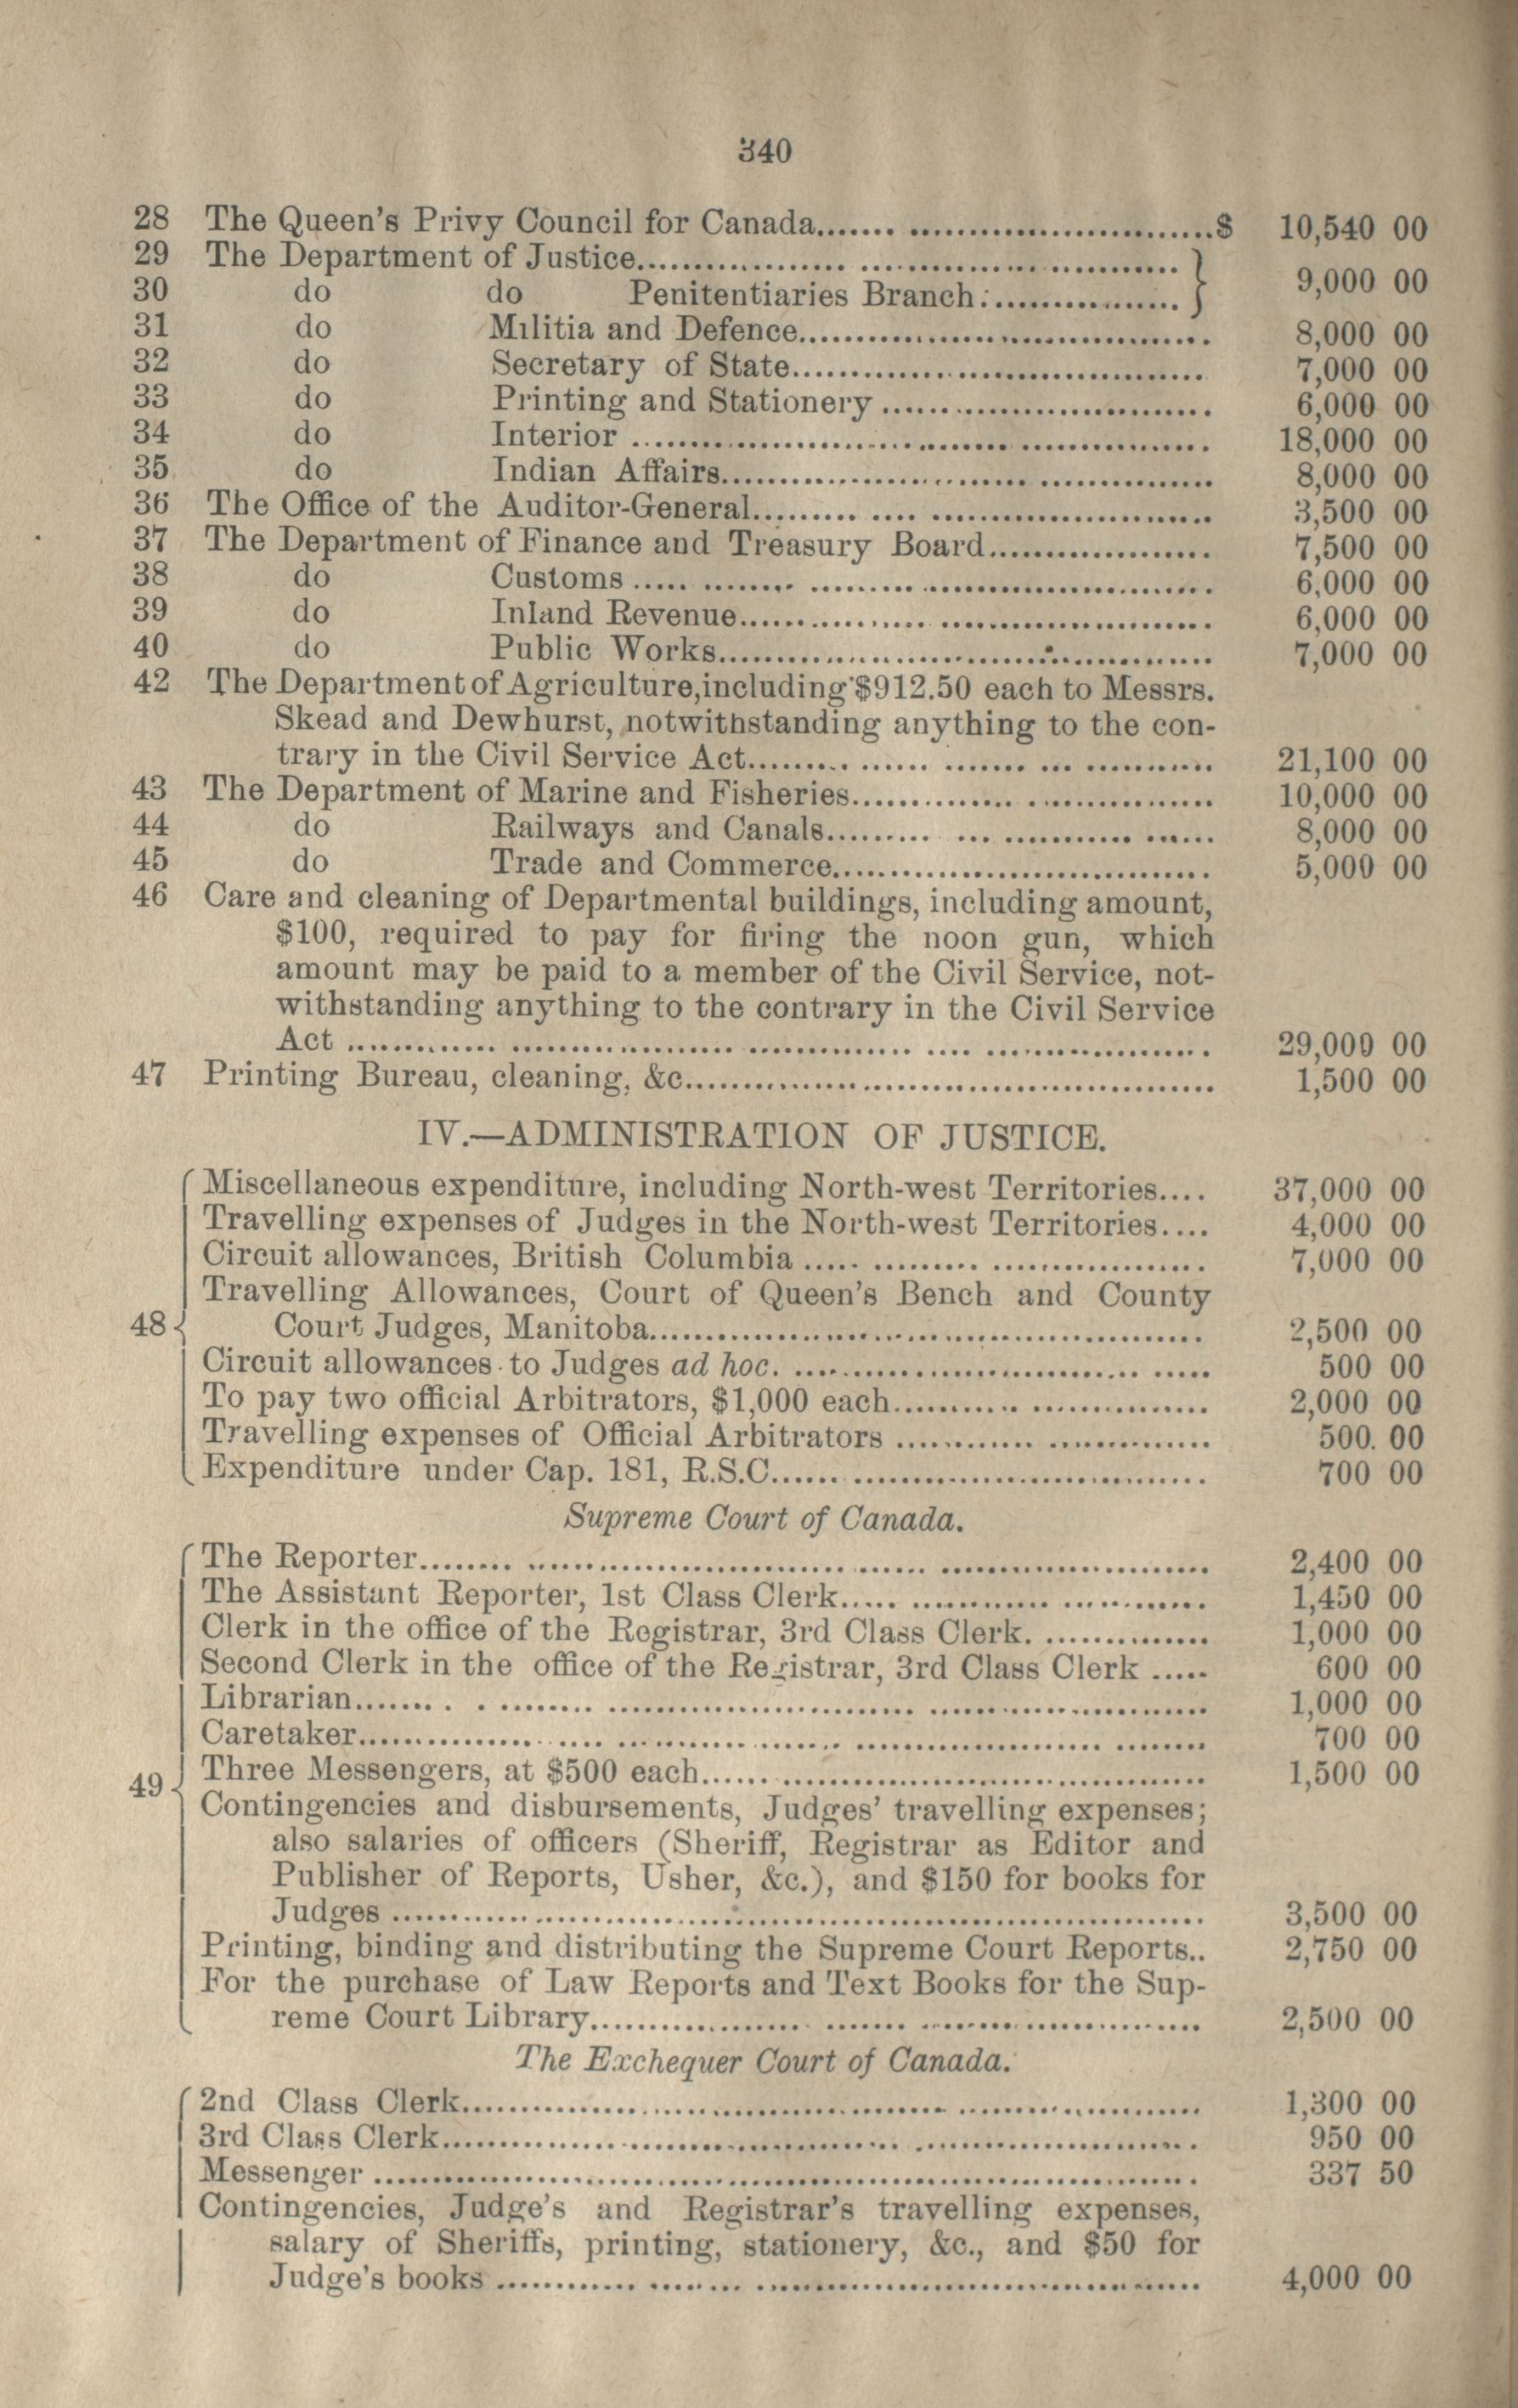 340
28 The Queen's Privy Council for Canada....... ..........................$ 10,540 00
29 The Department of Justice.................. ............................
30 do do Penitentiaries Branch................. 9,000 00
31 do Militia and Defence................................... 8,000 00
32 do Secretary of State................................... 7,000 00
33 do Printing and Stationery ............................ 6,000 00
34 do Interior ................................. ................ 18,000 00
35 do Indian Affairs.......................... ............... 8,000 00
36 The Office of the Auditor-General......... .... ........................ 3,500 00
37 The Department of Finance and Treasury Board................... 7,500 00
38 do Customs ..... ........ ......... ......................... 6,000 00
39 do Inland Revenue................ ........................ 6,000 00
40 do Public Works.......................................... 7,000 00
42 The Department of Agriculture, including $912.50 each to Messrs.
Skead and Dewhurst, notwithstanding anything to the con-
trary in the Civil Service Act......... ...... ....... ... ........... 21,100 00
43 The Department of Marine and Fisheries.............. ................ 10,000 00
44 do Railways and Canals......... ... ........... ...... 8,000 00
45 do Trade and Commerce................................ 5,000 00
46 Care and cleaning of Departmental buildings, including amount,
$100, required to pay for firing the noon gun, which
amount may be paid to a member of the Civil Service, not-
withstanding anything to the contrary in the Civil Service
Act ............. .................... .............. .... ................... 29,000 00
47 Printing Bureau, cleaning, &c............................................. 1,500 00
IV.—ADMINISTRATION OF JUSTICE.
Miscellaneous expenditure, including North-west Territories.... 37,000 00
Travelling expenses of Judges in the North-west Territories.... 4,000 00
Circuit allowances, British Columbia ..... ......... .................. 7,000 00
Travelling Allowances, Court of Queen's Bench and County
48 Court Judges, Manitoba............................................... 2,500 00
Circuit allowances to Judges ad hoc. .............................. ..... 500 00
To pay two official Arbitrators, $1,000 each........... ............... 2,000 00
Travelling expenses of Official Arbitrators ............ .............. 500. 00
Expenditure under Cap. 181, R.S.C...... .............................. 700 00
Supreme Court of Canada.
The Reporter........ .................................. ....................... 2,400 00
The Assistant Reporter, 1st Class Clerk..... ............ ............. 1,450 00
Clerk in the office of the Registrar, 3rd Class Clerk. ............... 1,000 00
Second Clerk in the office of the Registrar, 3rd Class Clerk ..... 600 00
Librarian....... . . ........ ........................... ...................... 1,000 00
Caretaker..................... .................... ..................... ........ 700 00
49 Three Messengers, at $500 each...... ..................................... 1,500 00
Contingencies and disbursements, Judges' travelling expenses;
also salaries of officers (Sheriff, Registrar as Editor and
Publisher of Reports, Usher, &c.), and $150 for books for
Judges ....................................................................... 3,500 00
Printing, binding and distributing the Supreme Court Reports.. 2,750 00
For the purchase of Law Reports and Text Books for the Sup-
reme Court Library.................. ....... ......................... 2,500 00
The Exchequer Court of Canada.
2nd Class Clerk.......................................... ..................... 1,300 00
3rd Class Clerk....................................... ........................ 950 00
Messenger ........................................................................ 337 50
Contingencies, Judge's and Registrar's travelling expenses,
salary of Sheriffs, printing, stationery, &c., and $50 for
Judge's books ............ ........ ....................................... 4,000 00